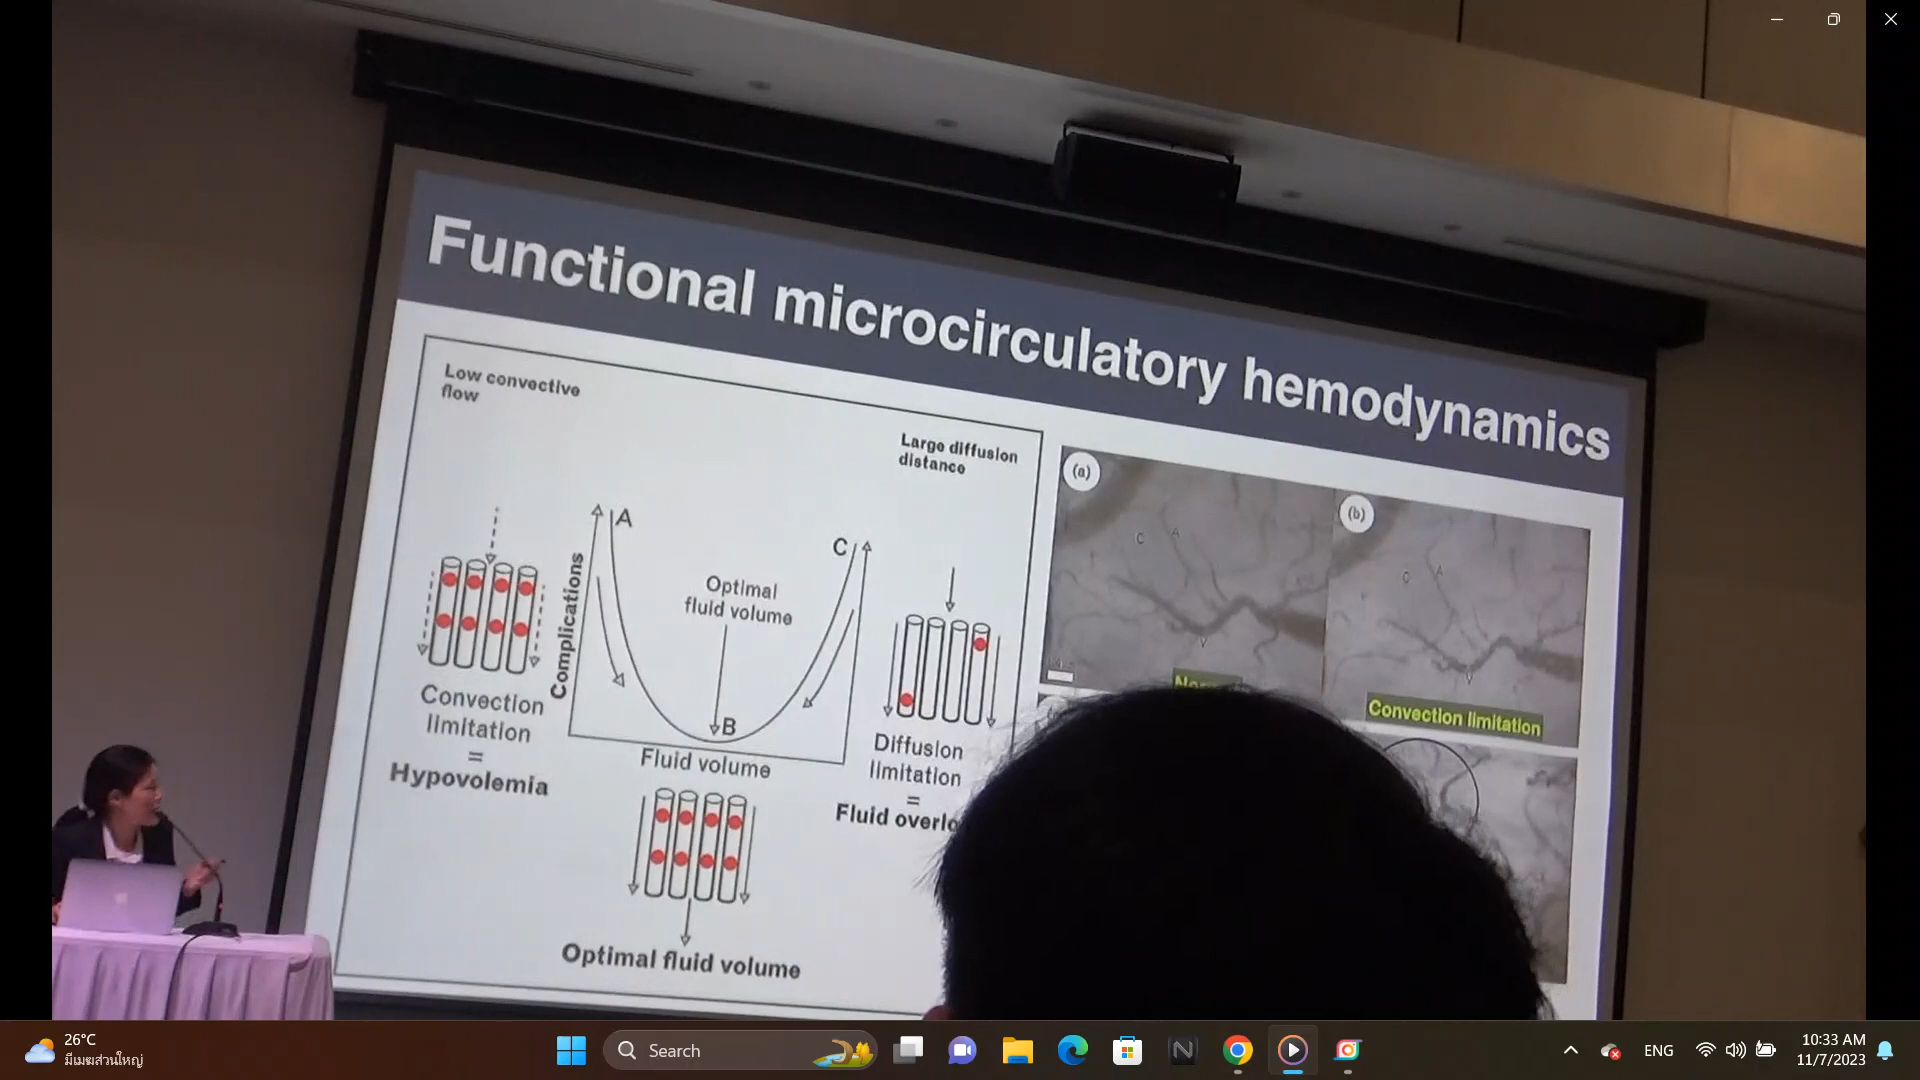 Functional microcirculatory hemodynamics
Low convective
flow
Large diffusion
distance
A
C
Optimal
fluid volume
Complications
B
Fluid volume
Convection
limitation
=
Hypovolemia
Diffusion
limitation
=
Fluid
Optimal fluid volume
(a)
C
A
V
(b)
C
A
V
Convection limitation
26°C
มีเมฆส่วนใหญ่
Search
ENG
10:33 AM
11/7/2023